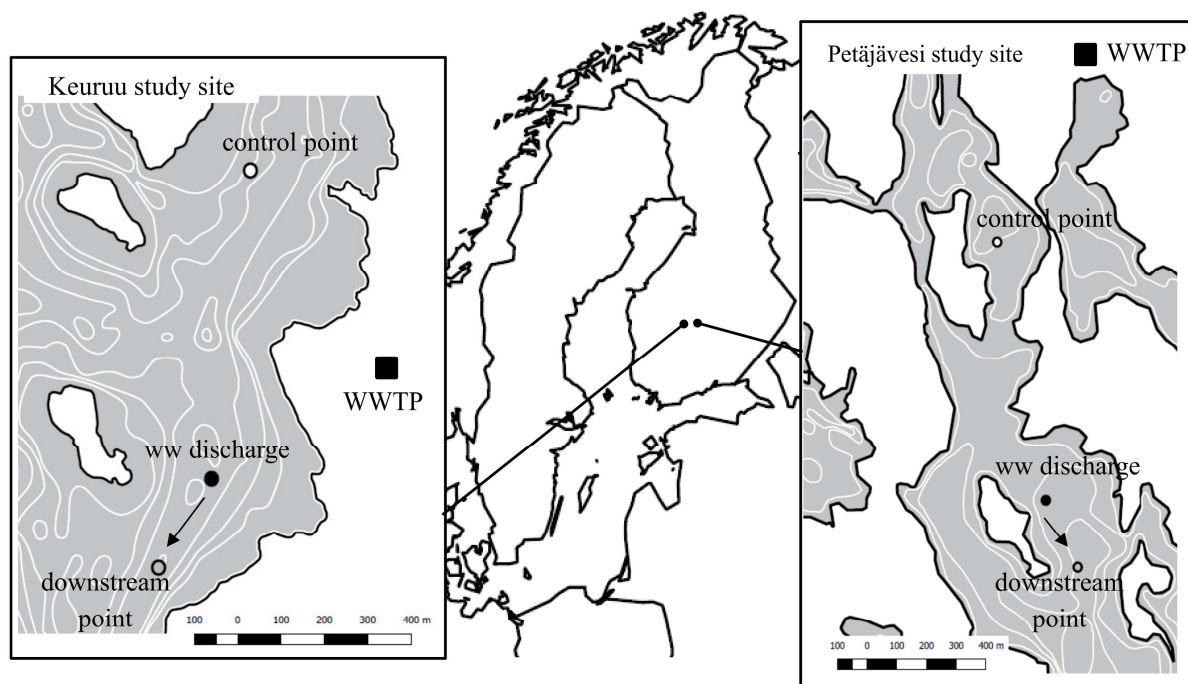 Keuruu study site
control point
WWTP
ww discharge
downstream
point
100 0 100 200 300 400 m
Petäjävesi study site
WWTP
control point
ww discharge
downstream
point
100 0 100 200 300 400 m